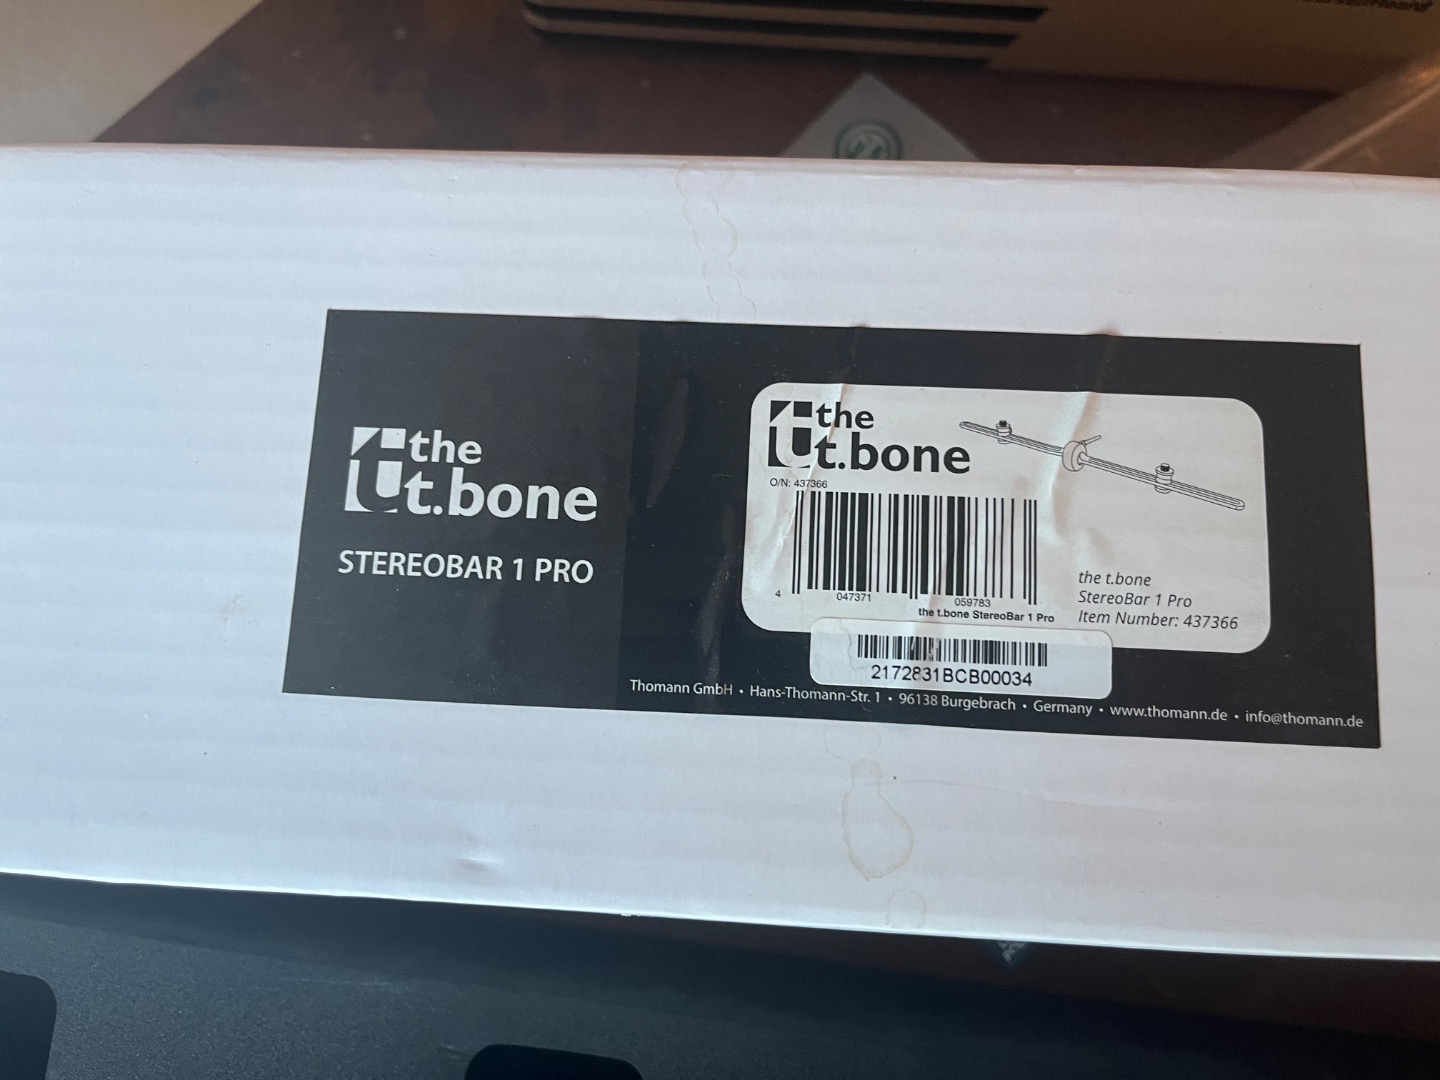 the
t.bone
STEREOBAR 1 PRO
the
t.bone
O/N: 437366
4 047371 059783
the t.bone StereoBar 1 Pro
the t.bone
StereoBar 1 Pro
Item Number: 437366
2172831BCB00034
Thomann GmbH • Hans-Thomann-Str. 1 • 96138 Burgebrach • Germany • www.thomann.de • info@thomann.de